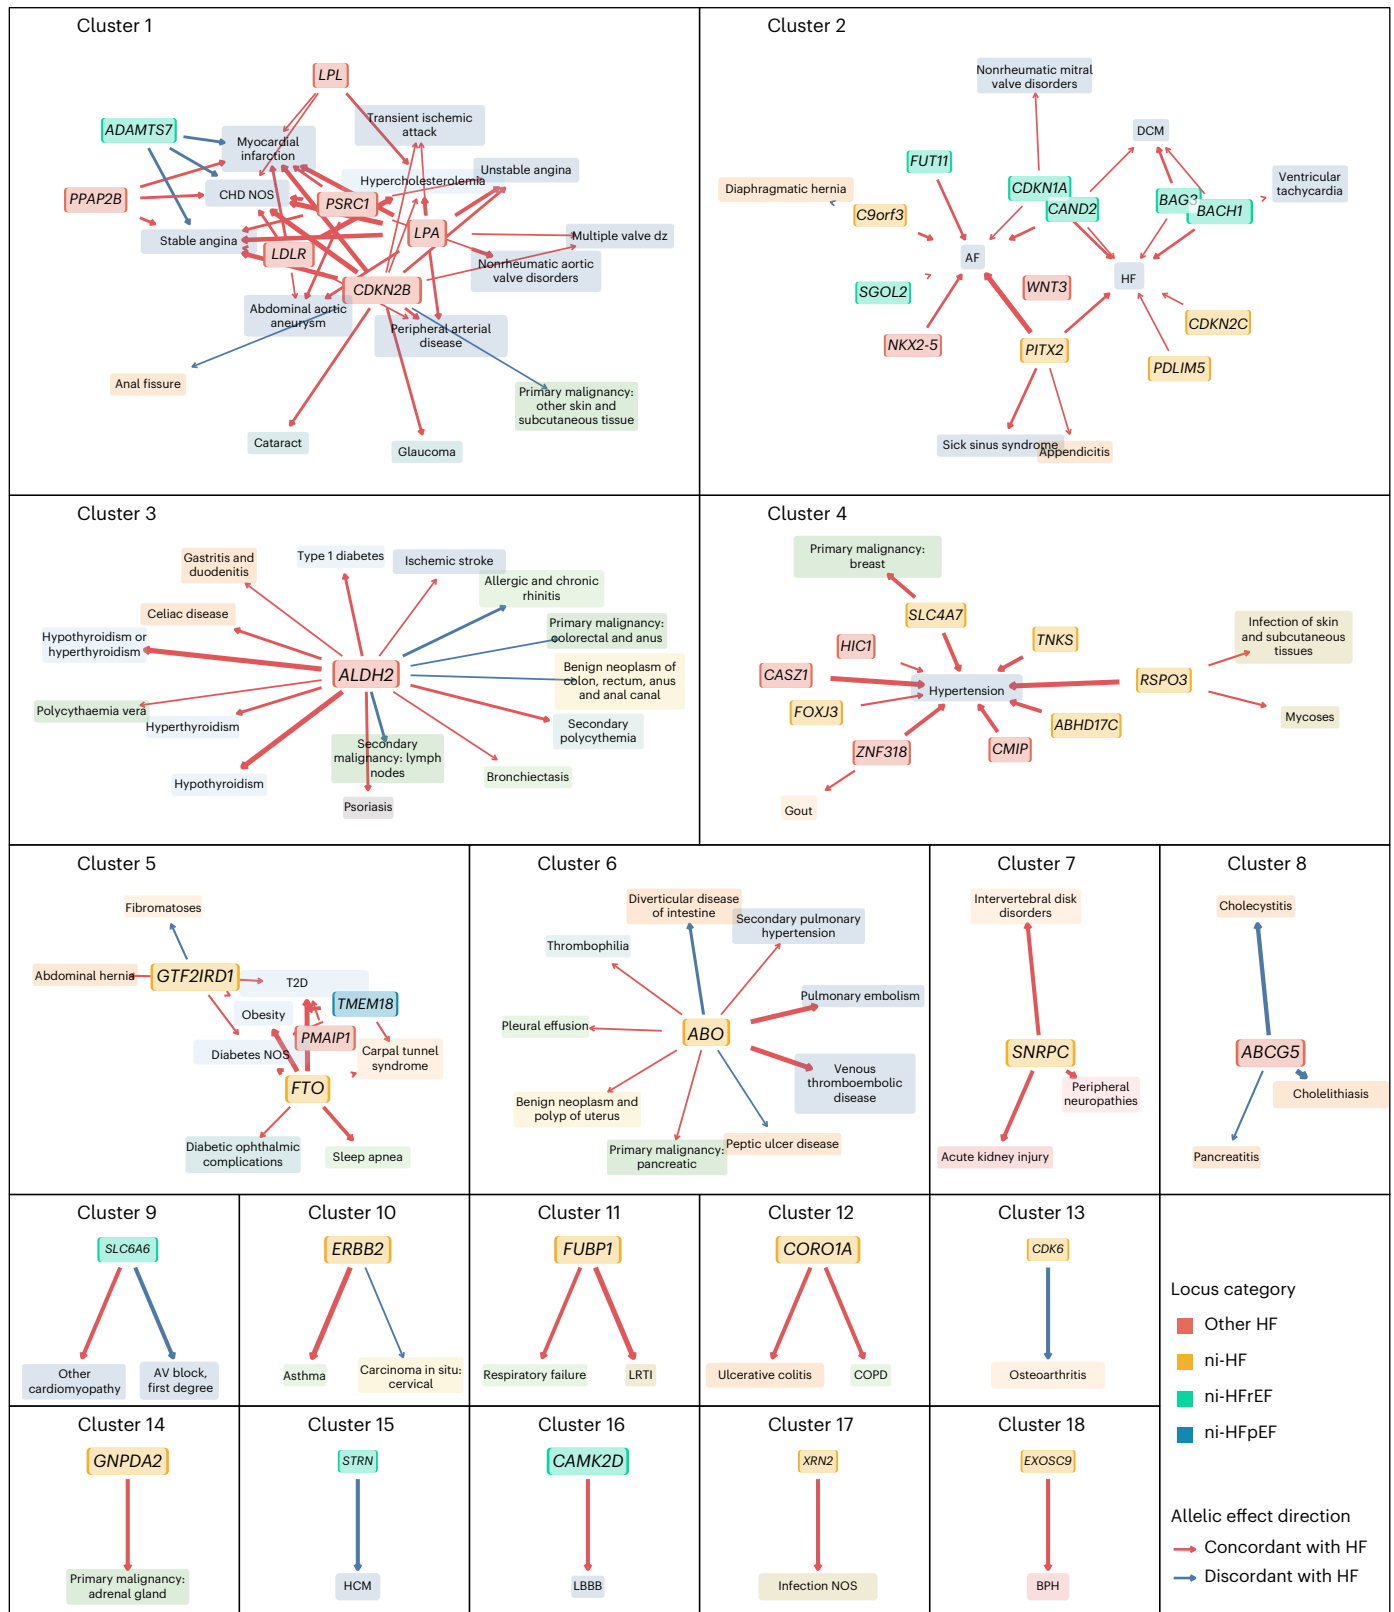 Cluster 1
LPL
ADAMTS7
Transient ischemic
attack
Myocardial
infarction
Unstable angina
Hypercholesterolemia
PPAP2B
CHD NOS
PSRC1
LPA
Stable angina
Multiple valve dz
LDLR
Nonrheumatic aortic
valve disorders
CDKN2B
Abdominal aortic
aneurysm
Peripheral arterial
disease
Anal fissure
Primary malignancy:
other skin and
subcutaneous tissue
Cataract
Glaucoma
Cluster 2
Nonrheumatic mitral
valve disorders
DCM
FUT11
Diaphragmatic hernia
CDKN1A
Ventricular
tachycardia
C9orf3
CAND2
BAG3
BACH1
AF
HF
SGOL2
WNT3
NKX2-5
CDKN2C
PITX2
PDLIM5
Sick sinus syndrome
Appendicitis
Cluster 3
Gastritis and
duodenitis
Type 1 diabetes
Ischemic stroke
Allergic and chronic
rhinitis
Celiac disease
Primary malignancy:
colorectal and anus
Hypothyroidism or
hyperthyroidism
ALDH2
Benign neoplasm of
colon, rectum, anus
and anal canal
Polycythaemia vera
Hyperthyroidism
Secondary
polycythemia
Secondary
malignancy: lymph
nodes
Hypothyroidism
Bronchiectasis
Psoriasis
Cluster 4
Primary malignancy:
breast
SLC4A7
HIC1
TNKS
Infection of skin
and subcutaneous
tissues
CASZ1
Hypertension
RSPO3
FOXJ3
ABHD17C
Mycoses
ZNF318
CMIP
Gout
Cluster 5
Fibromatoses
Abdominal hernia
GTF2IRD1
T2D
TMEM18
Obesity
PMAIP1
Diabetes NOS
Carpal tunnel
syndrome
FTO
Diabetic ophthalmic
complications
Sleep apnea
Cluster 6
Diverticular disease
of intestine
Secondary pulmonary
hypertension
Thrombophilia
Pulmonary embolism
Pleural effusion
ABO
Venous
thromboembolic
disease
Benign neoplasm and
polyp of uterus
Primary malignancy:
pancreatic
Peptic ulcer disease
Cluster 7
Intervertebral disk
disorders
SNRPC
Peripheral
neuropathies
Acute kidney injury
Cluster 8
Cholecystitis
ABCG5
Cholelithiasis
Pancreatitis
Cluster 9
SLC6A6
Other
cardiomyopathy
AV block,
first degree
Cluster 10
ERBB2
Asthma
Carcinoma in situ:
cervical
Cluster 11
FUBP1
Respiratory failure
LRTI
Cluster 12
CORO1A
Ulcerative colitis
COPD
Cluster 13
CDK6
Osteoarthritis
Cluster 14
GNPDA2
Primary malignancy:
adrenal gland
Cluster 15
STRN
HCM
Cluster 16
CAMK2D
LBBB
Cluster 17
XRN2
Infection NOS
Cluster 18
EXOSC9
BPH
Locus category
Other HF
ni-HF
ni-HFrEF
ni-HFpEF
Allelic effect direction
Concordant with HF
Discordant with HF